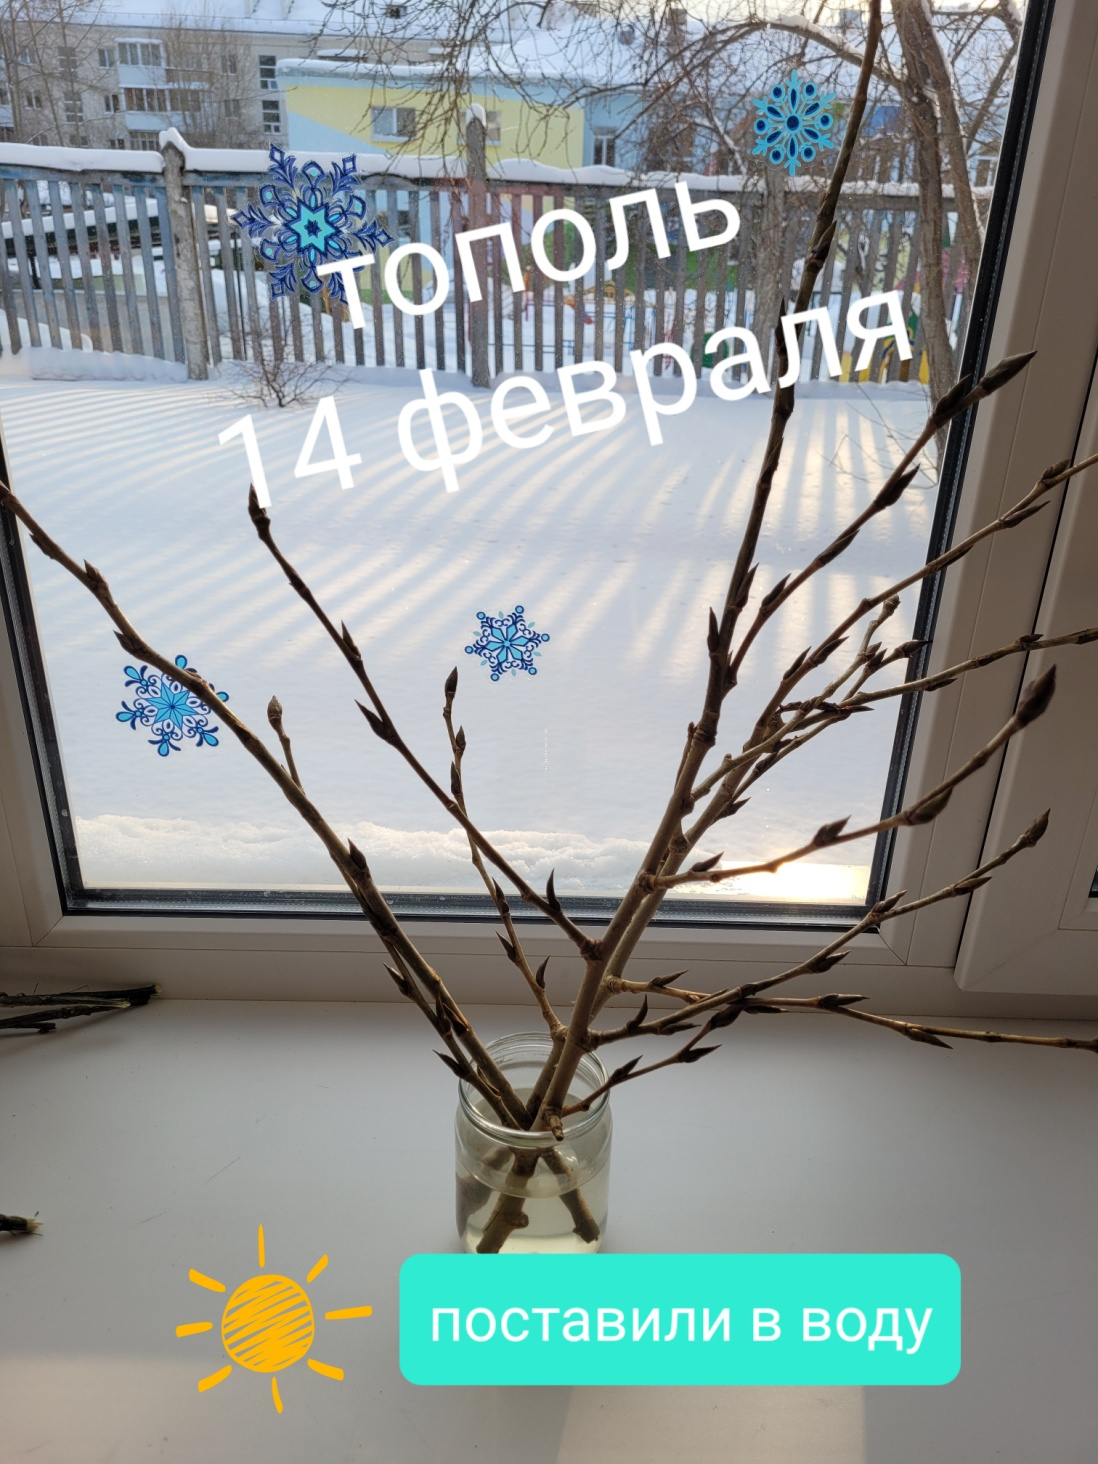 тополь
14 февраля
поставили в воду